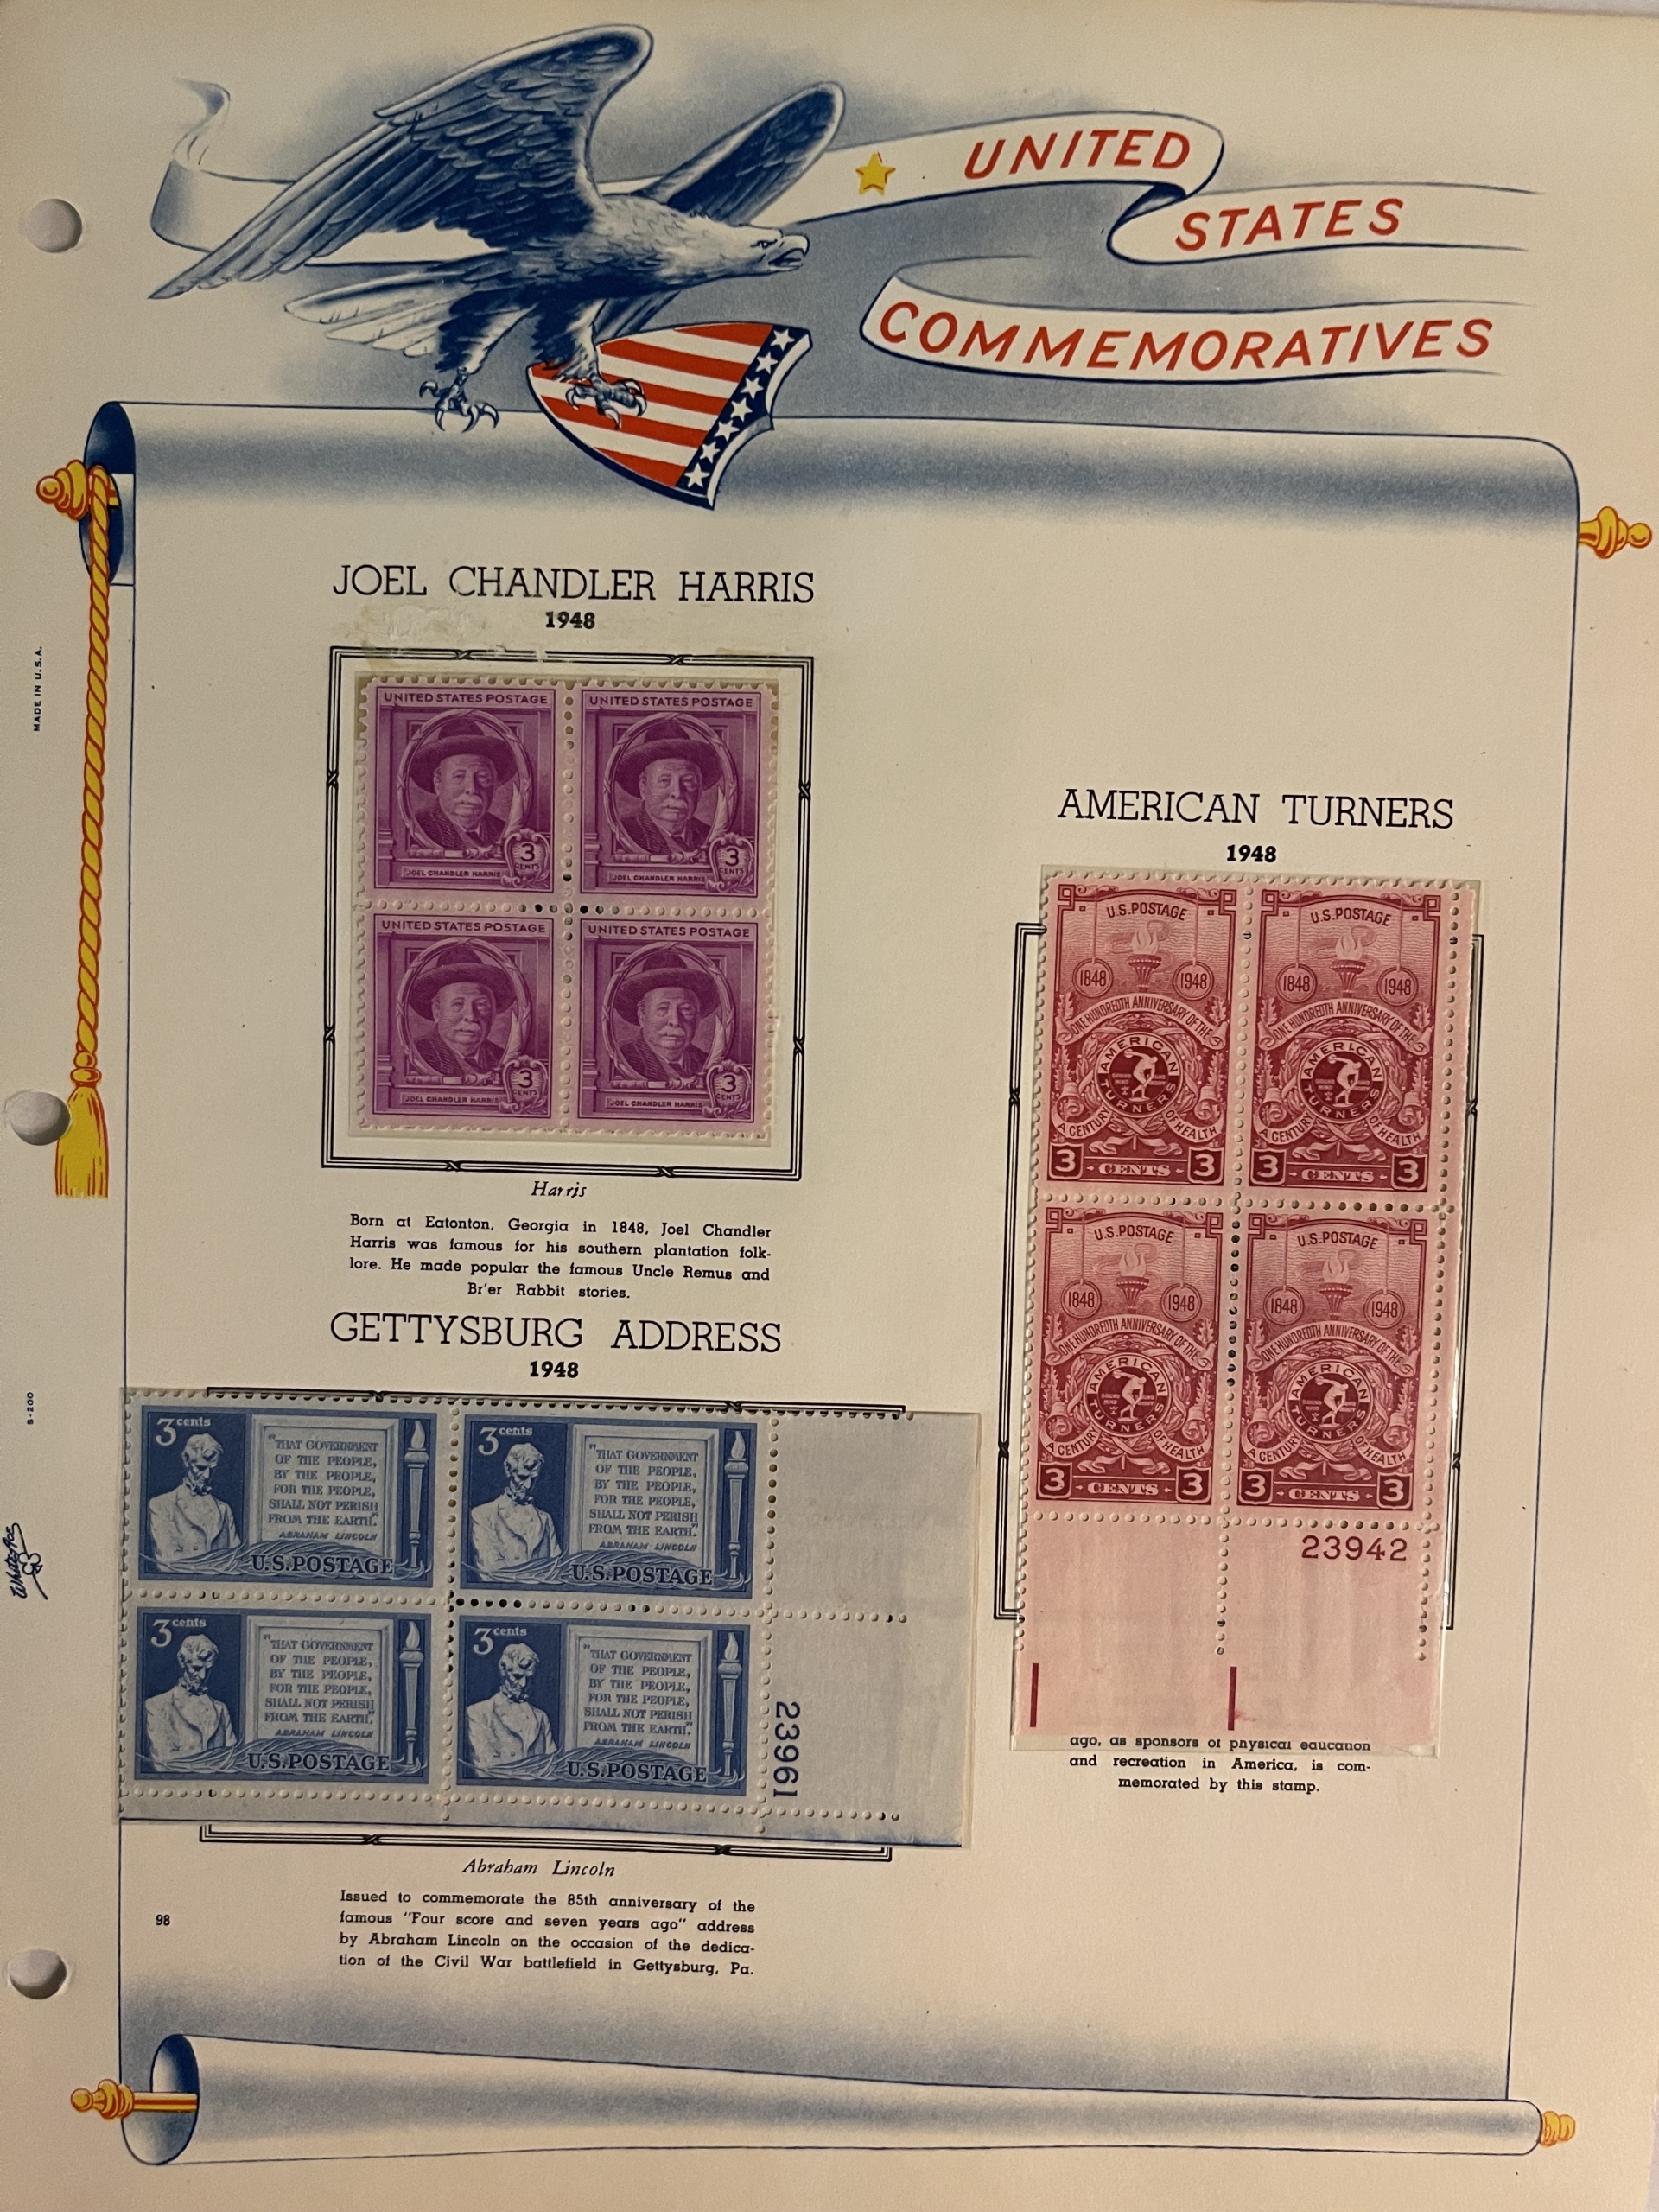 UNITED
STATES
COMMEMORATIVES
MADE IN U.S.A.
S-200
White Ace
JOEL CHANDLER HARRIS
1948
UNITED STATES POSTAGE
3
CENTS
JOEL CHANDLER HARRIS
UNITED STATES POSTAGE
3
CENTS
JOEL CHANDLER HARRIS
UNITED STATES POSTAGE
3
CENTS
JOEL CHANDLER HARRIS
UNITED STATES POSTAGE
3
CENTS
JOEL CHANDLER HARRIS
Harris
Born at Eatonton, Georgia in 1848, Joel Chandler
Harris was famous for his southern plantation folk-
lore. He made popular the famous Uncle Remus and
Br'er Rabbit stories.
AMERICAN TURNERS
1948
U.S.POSTAGE
1848 1948
ONE HUNDREDTH ANNIVERSARY OF THE
AMERICAN
TURNERS
A CENTURY OF HEALTH
3 - CENTS - 3
U.S.POSTAGE
1848 1948
ONE HUNDREDTH ANNIVERSARY OF THE
AMERICAN
TURNERS
A CENTURY OF HEALTH
3 - CENTS - 3
U.S.POSTAGE
1848 1948
ONE HUNDREDTH ANNIVERSARY OF THE
AMERICAN
TURNERS
A CENTURY OF HEALTH
3 - CENTS - 3
U.S.POSTAGE
1848 1948
ONE HUNDREDTH ANNIVERSARY OF THE
AMERICAN
TURNERS
A CENTURY OF HEALTH
3 - CENTS - 3
23942
ago, as sponsors of physical education
and recreation in America, is com-
memorated by this stamp.
GETTYSBURG ADDRESS
1948
3 cents
"THAT GOVERNMENT
OF THE PEOPLE,
BY THE PEOPLE,
FOR THE PEOPLE,
SHALL NOT PERISH
FROM THE EARTH."
ABRAHAM LINCOLN
U.S.POSTAGE
3 cents
"THAT GOVERNMENT
OF THE PEOPLE,
BY THE PEOPLE,
FOR THE PEOPLE,
SHALL NOT PERISH
FROM THE EARTH."
ABRAHAM LINCOLN
U.S.POSTAGE
3 cents
"THAT GOVERNMENT
OF THE PEOPLE,
BY THE PEOPLE,
FOR THE PEOPLE,
SHALL NOT PERISH
FROM THE EARTH."
ABRAHAM LINCOLN
U.S.POSTAGE
3 cents
"THAT GOVERNMENT
OF THE PEOPLE,
BY THE PEOPLE,
FOR THE PEOPLE,
SHALL NOT PERISH
FROM THE EARTH."
ABRAHAM LINCOLN
U.S.POSTAGE
23961
Abraham Lincoln
Issued to commemorate the 85th anniversary of the
famous "Four score and seven years ago" address
by Abraham Lincoln on the occasion of the dedica-
tion of the Civil War battlefield in Gettysburg, Pa.
98